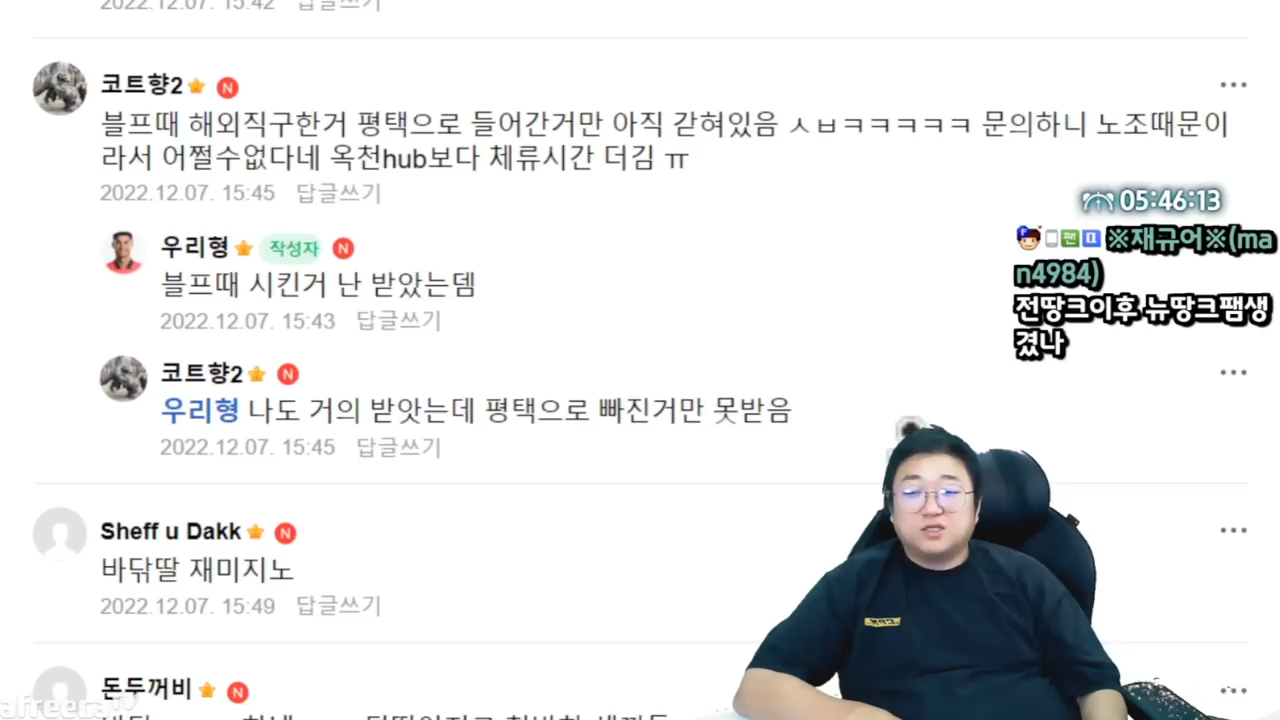 2022.12.07. 15:42 답글쓰기
코트향2 N
블프때 해외직구한거 평택으로 들어간거만 아직 갇혀있음 ㅅㅂㅋㅋㅋㅋㅋ 문의하니 노조때문이
라서 어쩔수없다네 옥천hub보다 체류시간 더김 ㅠ
2022.12.07. 15:45 답글쓰기
05:46:13
※재규어※(ma
n4984)
전땅크이후 뉴땅크팸생
겼나
우리형 작성자 N
블프때 시킨거 난 받았는뎀
2022.12.07. 15:43 답글쓰기
코트향2 N
우리형 나도 거의 받앗는데 평택으로 빠진거만 못받음
2022.12.07. 15:45 답글쓰기
Sheff u Dakk N
바닦딸 재미지노
2022.12.07. 15:49 답글쓰기
돈두꺼비 N
afreecaTV